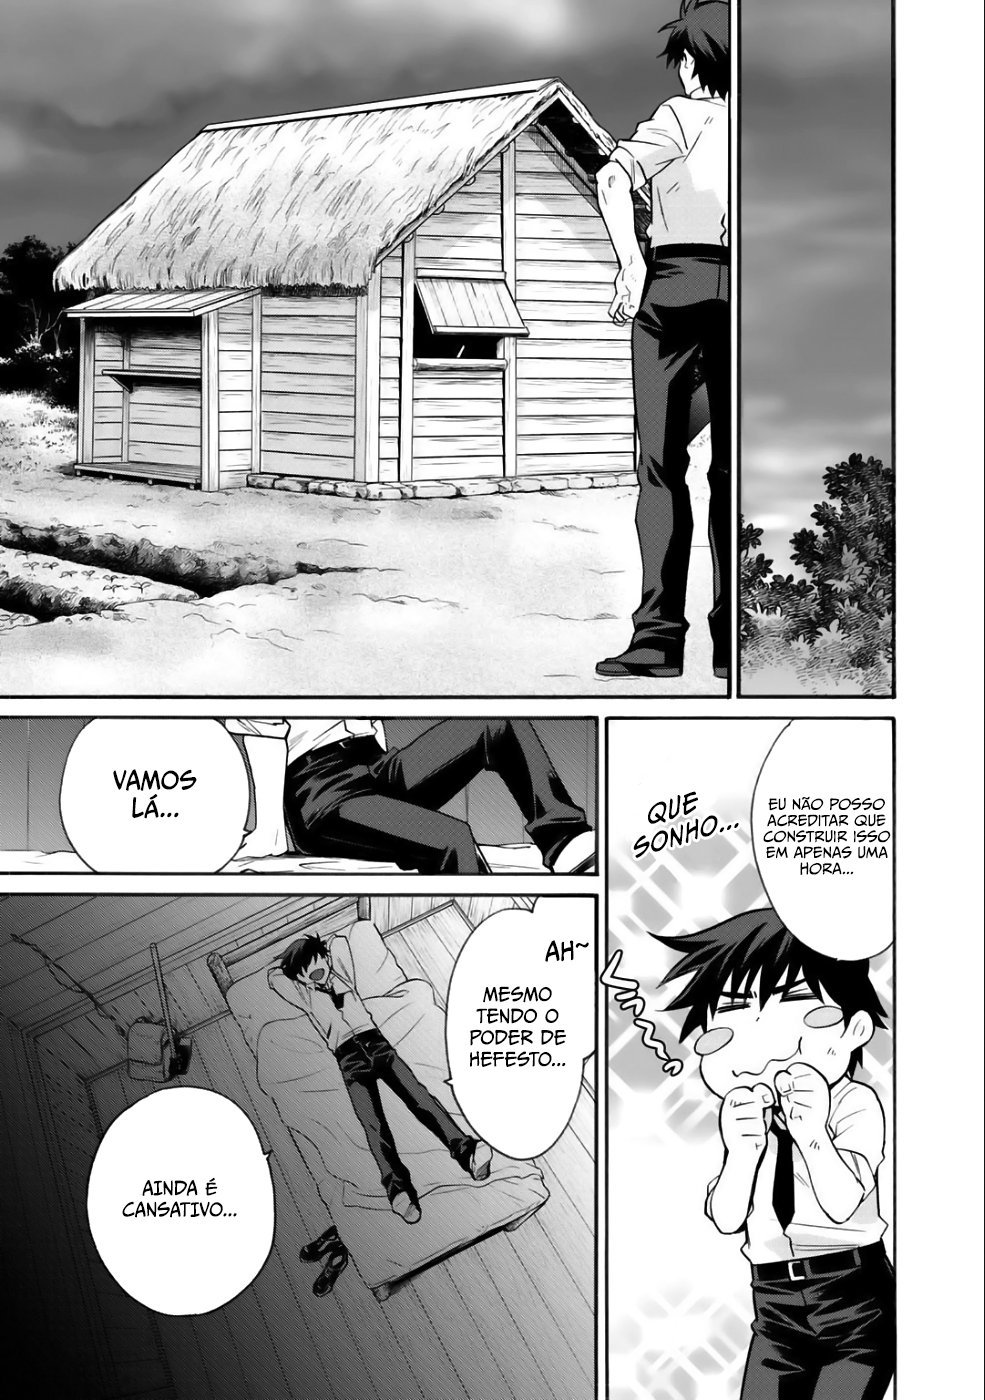 EU NÃO POSSO
ACREDITAR QUE
CONSTRUIR ISSO
EM APENAS UMA
HORA...
QUE
SONHO...
VAMOS
LÁ...
AH~
MESMO
TENDO O
PODER DE
HEFESTO...
AINDA É
CANSATIVO...